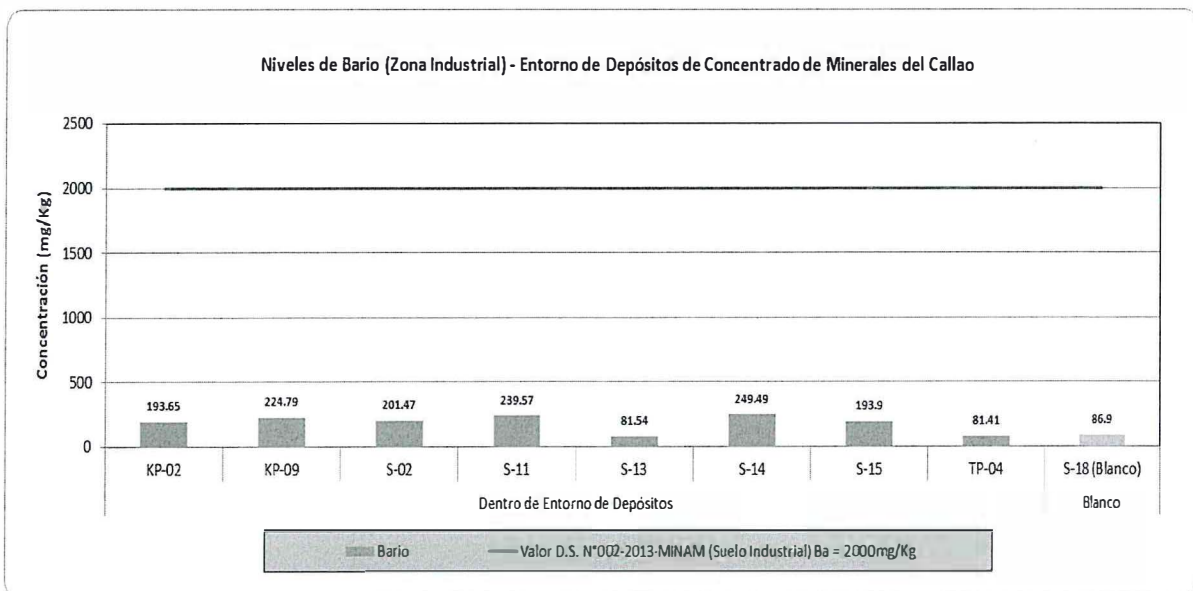 Niveles de Bario (Zona Industrial) - Entorno de Depósitos de Concentrado de Minerales del Callao
Concentración (mg/Kg)
2500
2000
1500
1000
500
0
193.65
224.79
201.47
239.57
81.54
249.49
193.9
81.41
86.9
KP-02
KP-09
S-02
S-11
S-13
S-14
S-15
TP-04
S-18 (Blanco)
Dentro de Entorno de Depósitos
Blanco
Bario
Valor D.S. N°002-2013-MINAM (Suelo Industrial) Ba = 2000mg/Kg